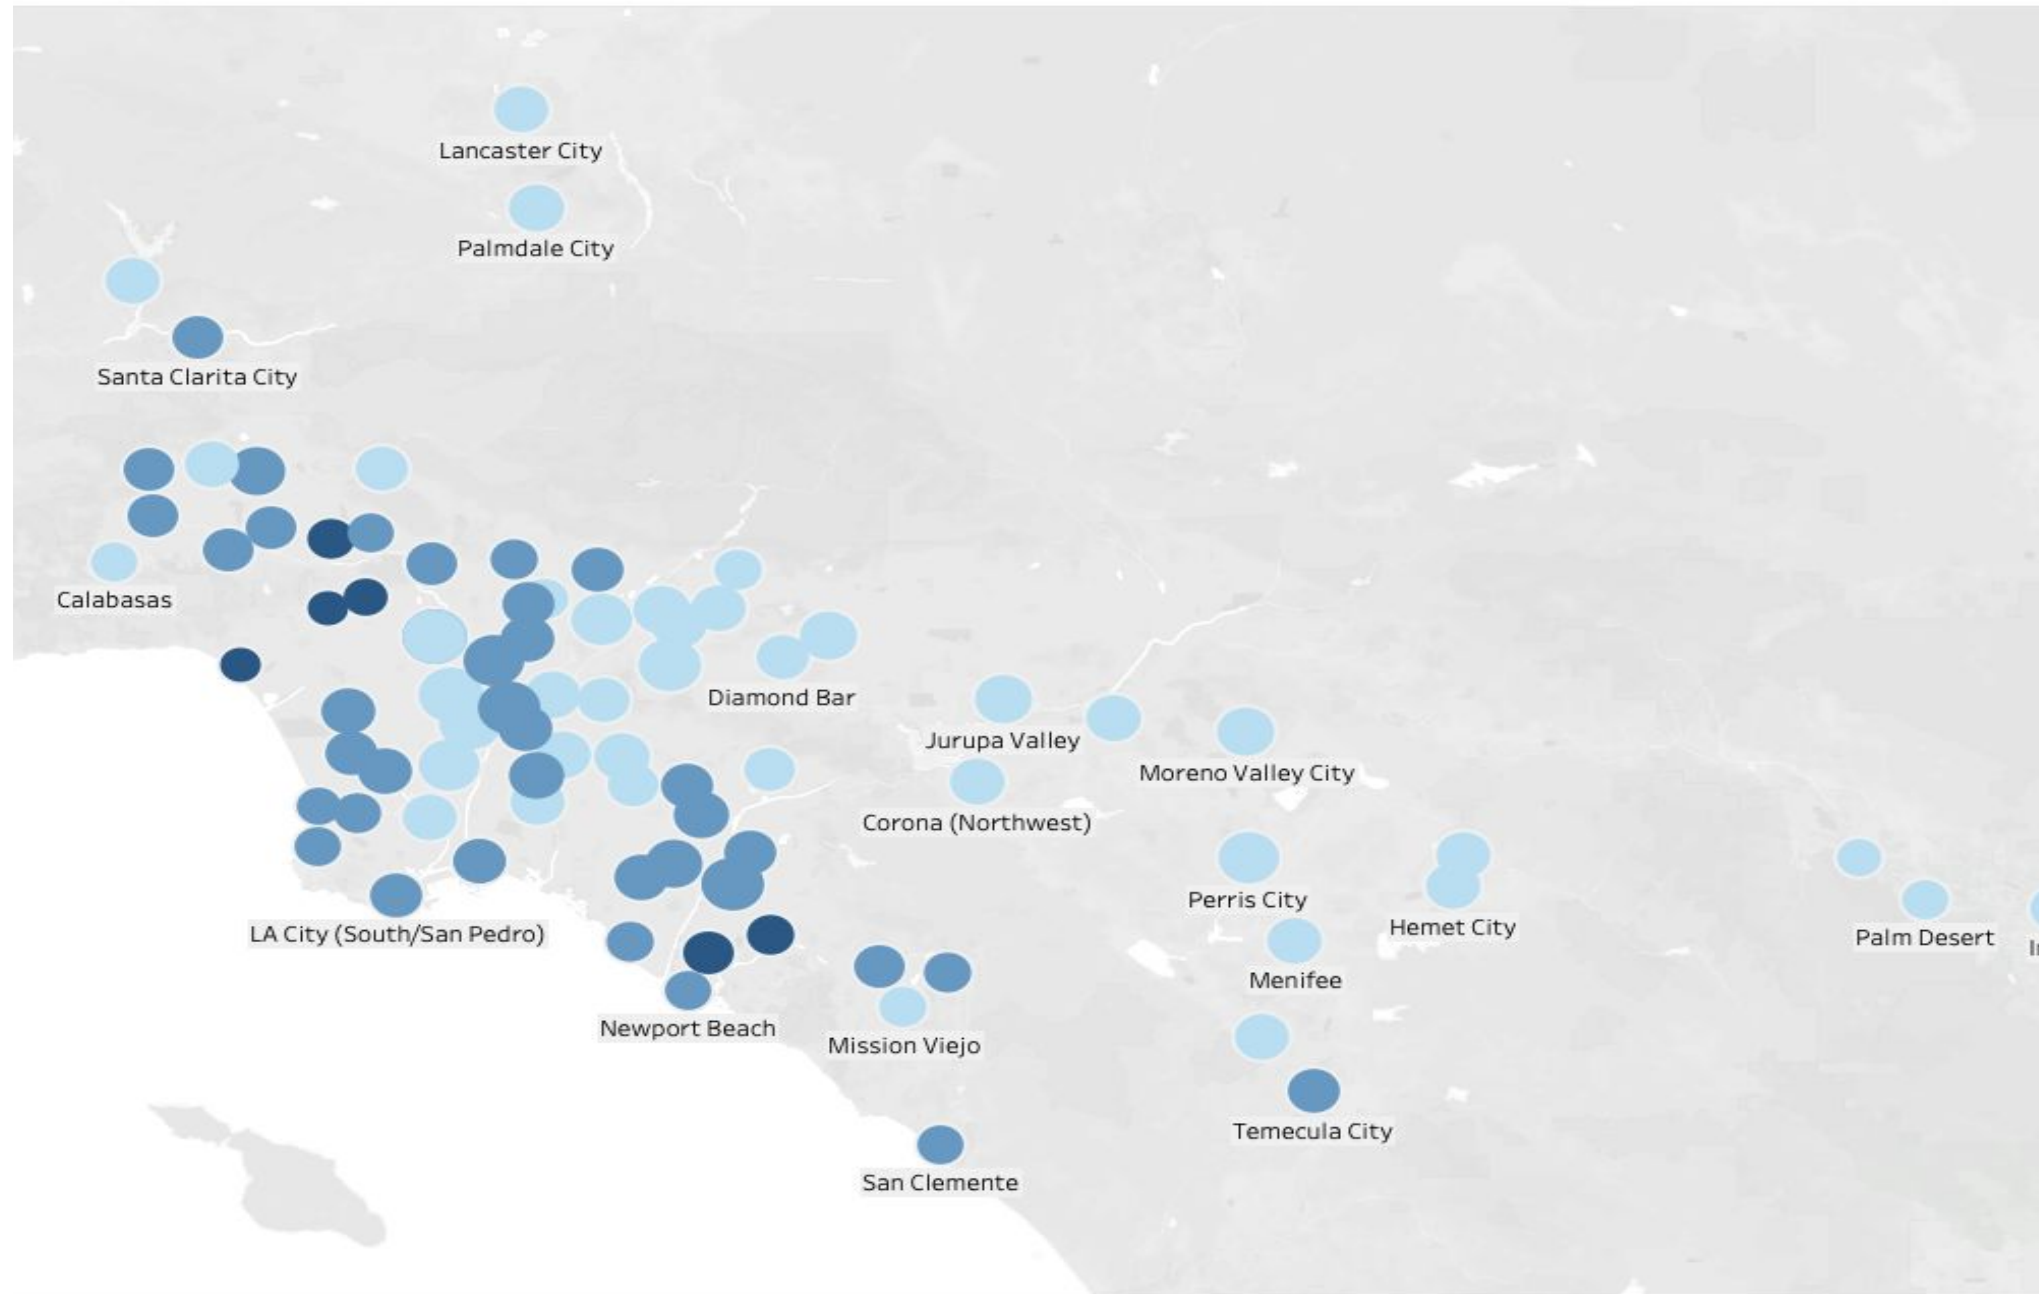 Lancaster City
Palmdale City
Santa Clarita City
Calabasas
Diamond Bar
Jurupa Valley
Moreno Valley City
Corona (Northwest)
Perris City
Hemet City
LA City (South/San Pedro)
Palm Desert
Menifee
Newport Beach
Mission Viejo
Temecula City
San Clemente